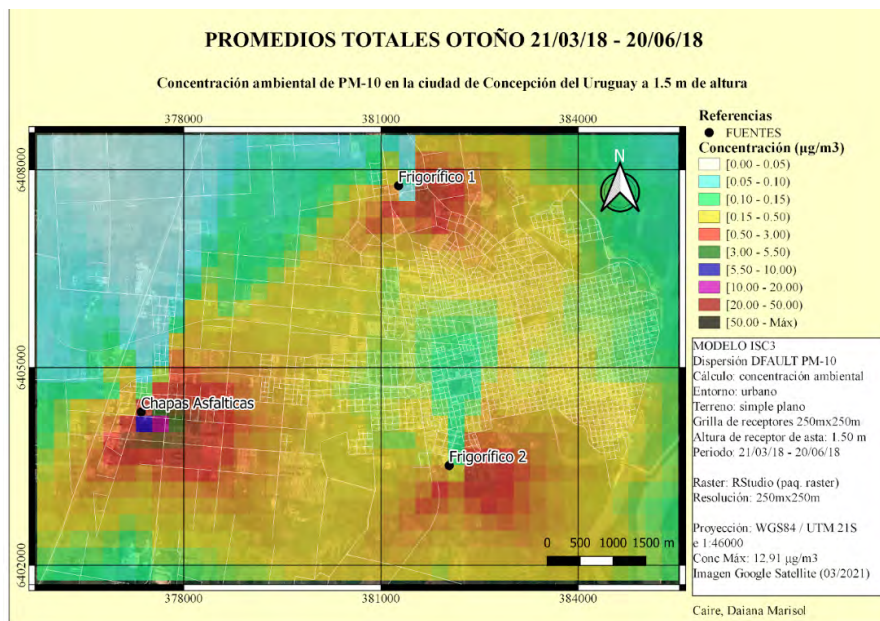 PROMEDIOS TOTALES OTOÑO 21/03/18 - 20/06/18
Concentración ambiental de PM-10 en la ciudad de Concepción del Uruguay a 1.5 m de altura
378000
381000
384000
6408000
6405000
6402000
Frigorífico 1
Chapas Asfalticas
Frigorífico 2
N
0 500 1000 1500 m
378000
381000
384000
Referencias
FUENTES
Concentración (µg/m3)
[0.00 - 0.05)
[0.05 - 0.10)
[0.10 - 0.15)
[0.15 - 0.50)
[0.50 - 3.00)
[3.00 - 5.50)
[5.50 - 10.00)
[10.00 - 20.00)
[20.00 - 50.00)
[50.00 - Máx)
MODELO ISC3
Dispersión DFAULT PM-10
Cálculo: concentración ambiental
Entorno: urbano
Terreno: simple plano
Grilla de receptores 250mx250m
Altura de receptor de asta: 1.50 m
Periodo: 21/03/18 - 20/06/18
Raster: RStudio (paq. raster)
Resolución: 250mx250m
Proyección: WGS84 / UTM 21S
e 1:46000
Conc Máx: 12.91 µg/m3
Imagen Google Satellite (03/2021)
Caire, Daiana Marisol